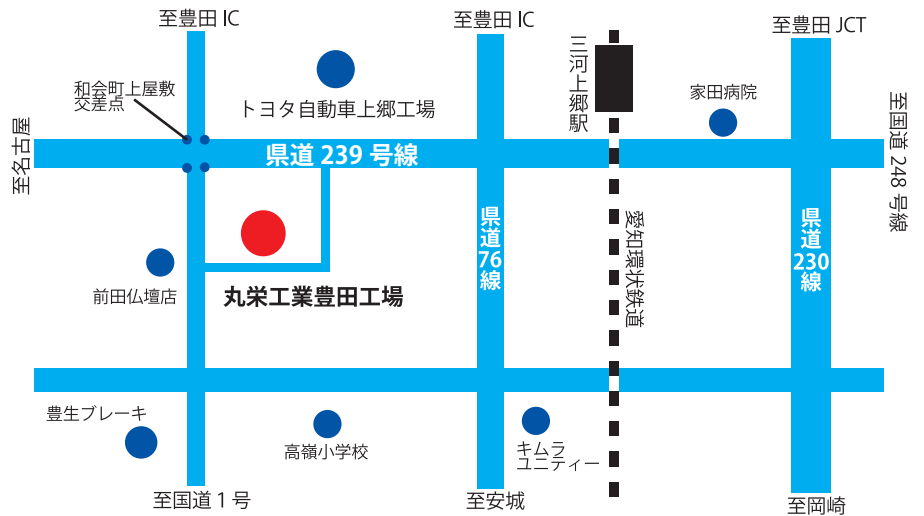 至豊田 IC
至豊田 IC
至豊田 JCT
和会町上屋敷
交差点
トヨタ自動車上郷工場
三河上郷駅
家田病院
至国道 248 号線
至名古屋
県道 239 号線
県道
76
線
県道
230
線
愛知環状鉄道
前田仏壇店
丸栄工業豊田工場
豊生ブレーキ
高嶺小学校
キムラ
ユニティー
至国道 1 号
至安城
至岡崎